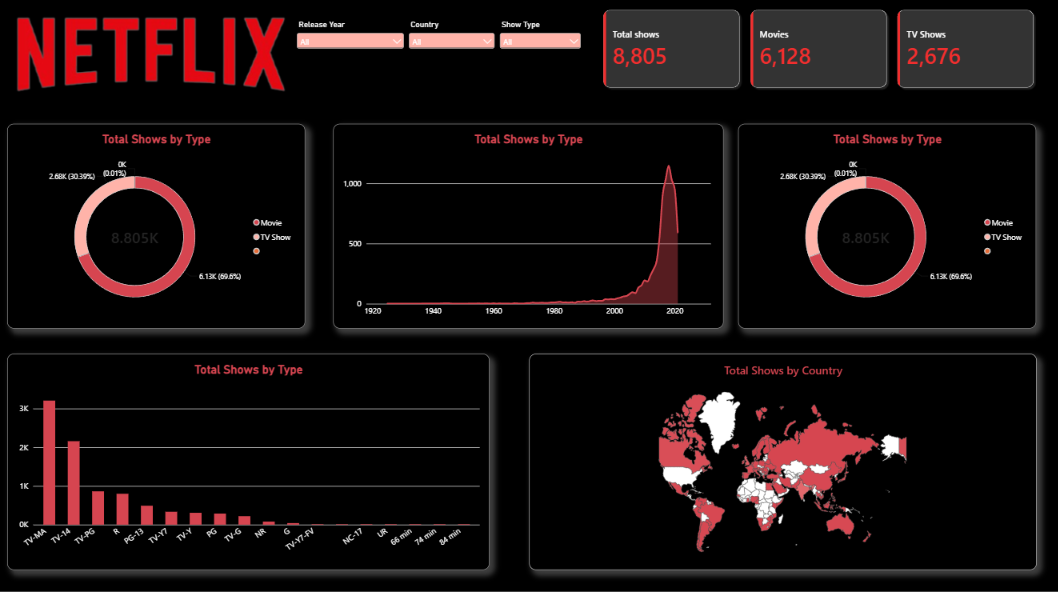 NETFLIX
Release Year
All
Country
All
Show Type
All
Total shows
8,805
Movies
6,128
TV Shows
2,676
Total Shows by Type
0K
(0.01%)
2.68K (30.39%)
8.805K
6.13K (69.6%)
Movie
TV Show
Total Shows by Type
1,000
500
0
1920
1940
1960
1980
2000
2020
Total Shows by Type
0K
(0.01%)
2.68K (30.39%)
8.805K
6.13K (69.6%)
Movie
TV Show
Total Shows by Type
3K
2K
1K
0K
TV-MA
TV-14
TV-PG
R
PG-13
TV-Y7
TV-Y
PG
TV-G
NR
G
TV-Y7-FV
NC-17
UR
66 min
74 min
84 min
Total Shows by Country